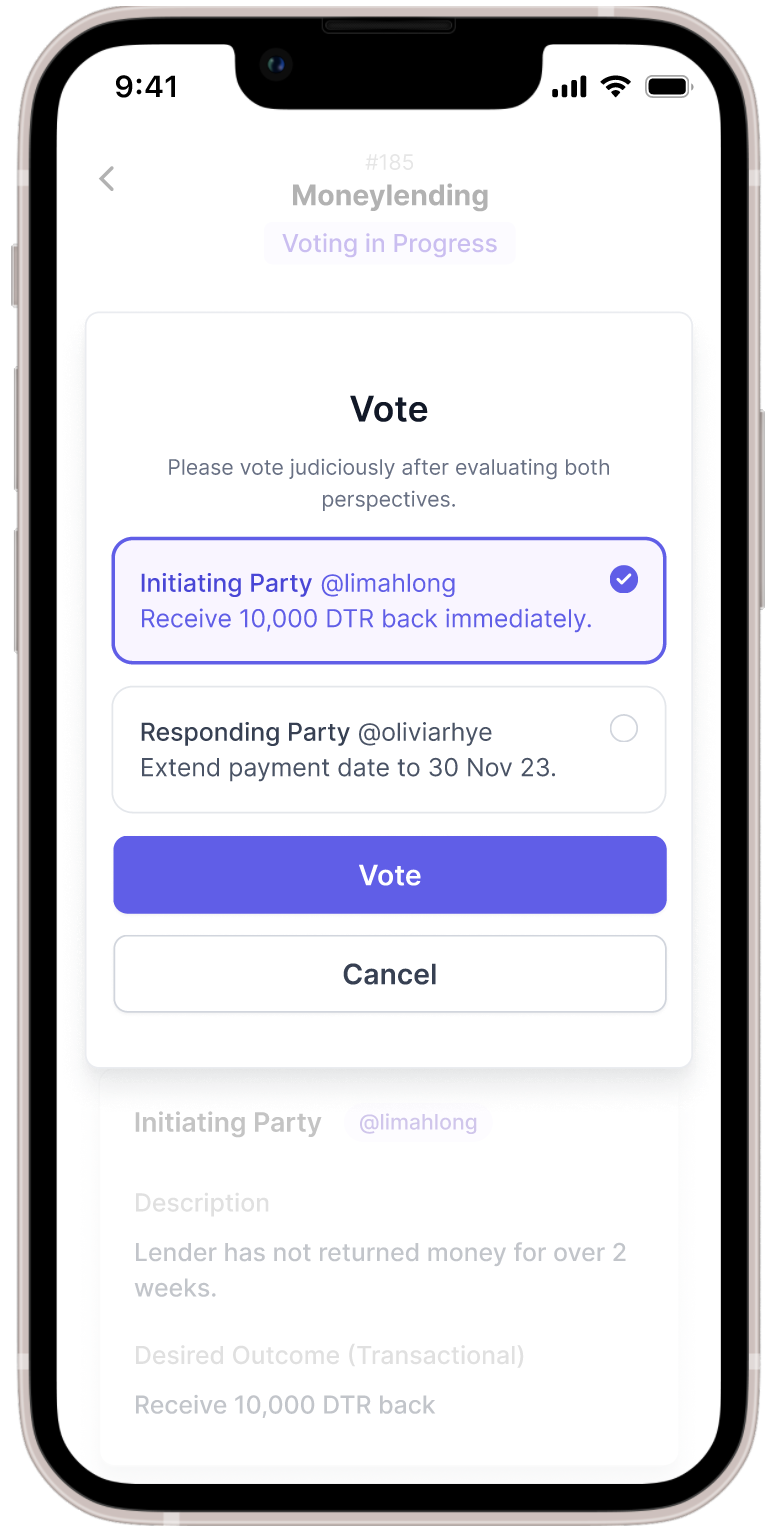 9:41
#185
Moneylending
Voting in Progress
Vote
Please vote judiciously after evaluating both
perspectives.
Initiating Party @limahlong
Receive 10,000 DTR back immediately.
Responding Party @oliviarhye
Extend payment date to 30 Nov 23.
Vote
Cancel
Initiating Party @limahlong
Description
Lender has not returned money for over 2
weeks.
Desired Outcome (Transactional)
Receive 10,000 DTR back